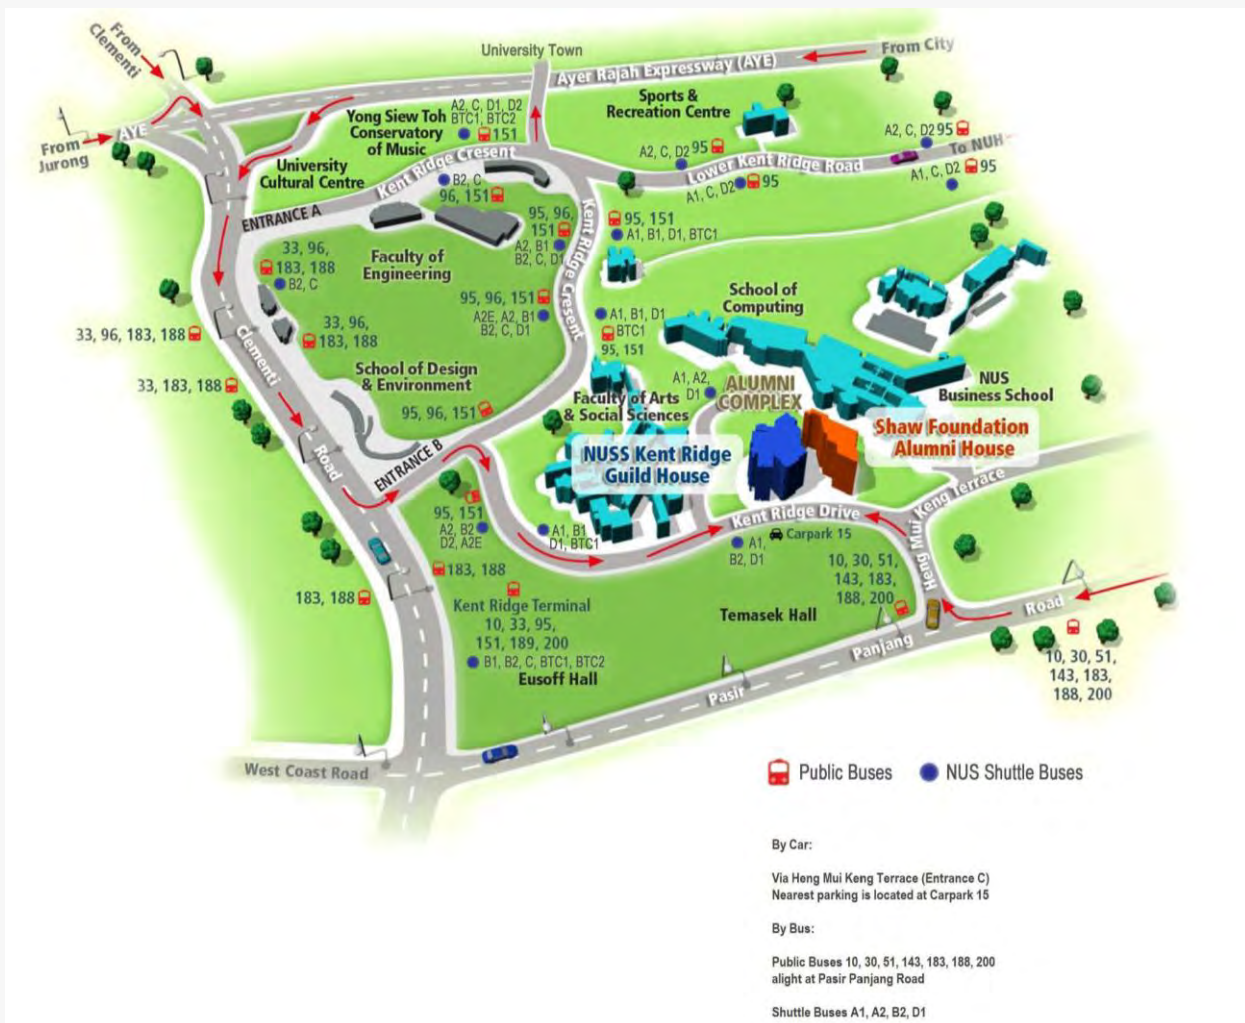 From
Clementi
University Town
From City
Ayer Rajah Expressway (AYE)
AYE
From
Jurong
Yong Siew Toh
Conservatory
of Music
A2, C, D1, D2
BTC1, BTC2
151
Sports &
Recreation Centre
A2, C, D2 95
To NUH
A2, C, D2 95
Lower Kent Ridge Road
A1, C, D2 95
A1, C, D2 95
University
Cultural Centre
Kent Ridge Cresent
B2, C
96, 151
ENTRANCE A
95, 96,
151
A2, B1
B2, C, D1
Kent Ridge Cresent
95, 151
A1, B1, D1, BTC1
33, 96,
183, 188
B2, C
Faculty of
Engineering
School of
Computing
95, 96, 151
A2E, A2, B1
B2, C, D1
A1, B1, D1
BTC1
95, 151
33, 96, 183, 188
33, 96,
183, 188
Clementi
Road
33, 183, 188
School of Design
& Environment
95, 96, 151
Faculty of Arts
& Social Sciences
A1, A2,
D1
ALUMNI
COMPLEX
NUS
Business School
Shaw Foundation
Alumni House
NUSS Kent Ridge
Guild House
ENTRANCE B
95, 151
A2, B2
D2, A2E
A1, B1
D1, BTC1
Kent Ridge Drive
Carpark 15
A1,
B2, D1
Heng Mui Keng Terrace
10, 30, 51,
143, 183,
188, 200
183, 188
183, 188
Kent Ridge Terminal
10, 33, 95,
151, 189, 200
B1, B2, C, BTC1, BTC2
Eusoff Hall
Temasek Hall
Pasir
Panjang
Road
10, 30, 51,
143, 183,
188, 200
West Coast Road
Public Buses
NUS Shuttle Buses
By Car:
Via Heng Mui Keng Terrace (Entrance C)
Nearest parking is located at Carpark 15
By Bus:
Public Buses 10, 30, 51, 143, 183, 188, 200
alight at Pasir Panjang Road
Shuttle Buses A1, A2, B2, D1